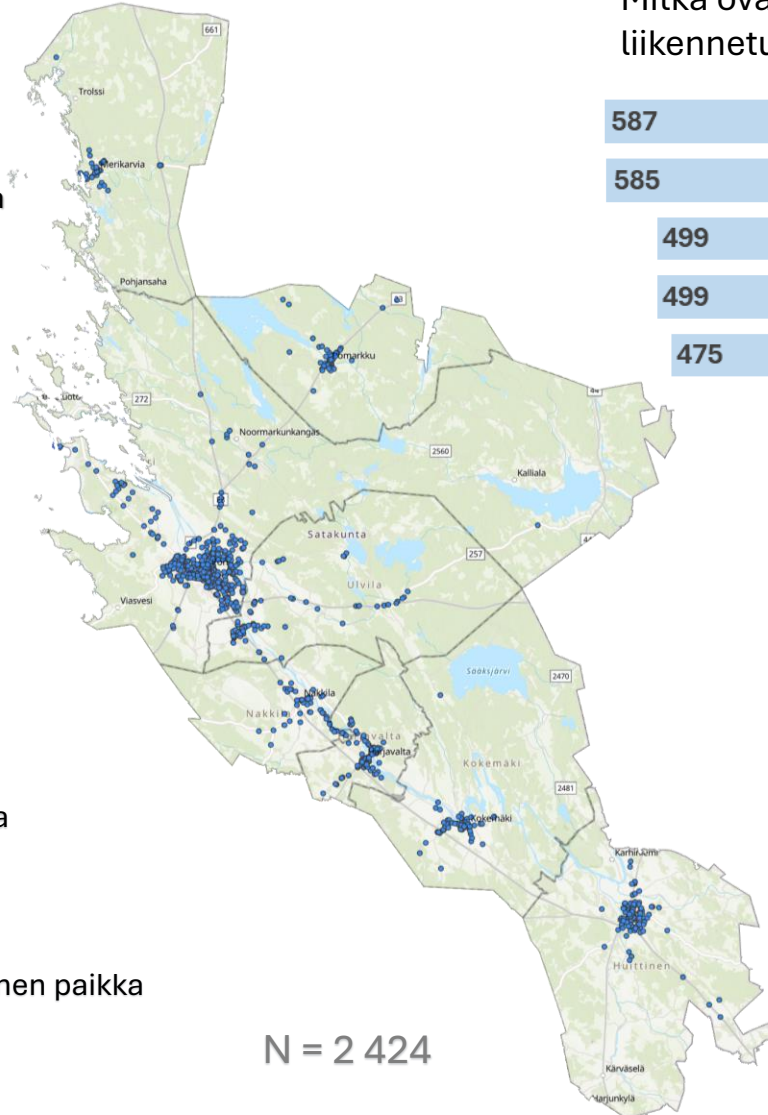 Mitkä ova
liikennetu
587
585
499
499
475
661
Trolssi
Merikarvia
Pohjansaha
Pomarkku
272
Noormarkunkangas
2560
Kalliala
Satakunta
257
Ulvila
Viasvesi
Säaksjärvi
2470
Nakkila
Nakkila
Harjavalta
Kokemäki
2481
Kokemäki
Huittinen
nen paikka
N = 2 424
Kärväselä
Harjunkylä